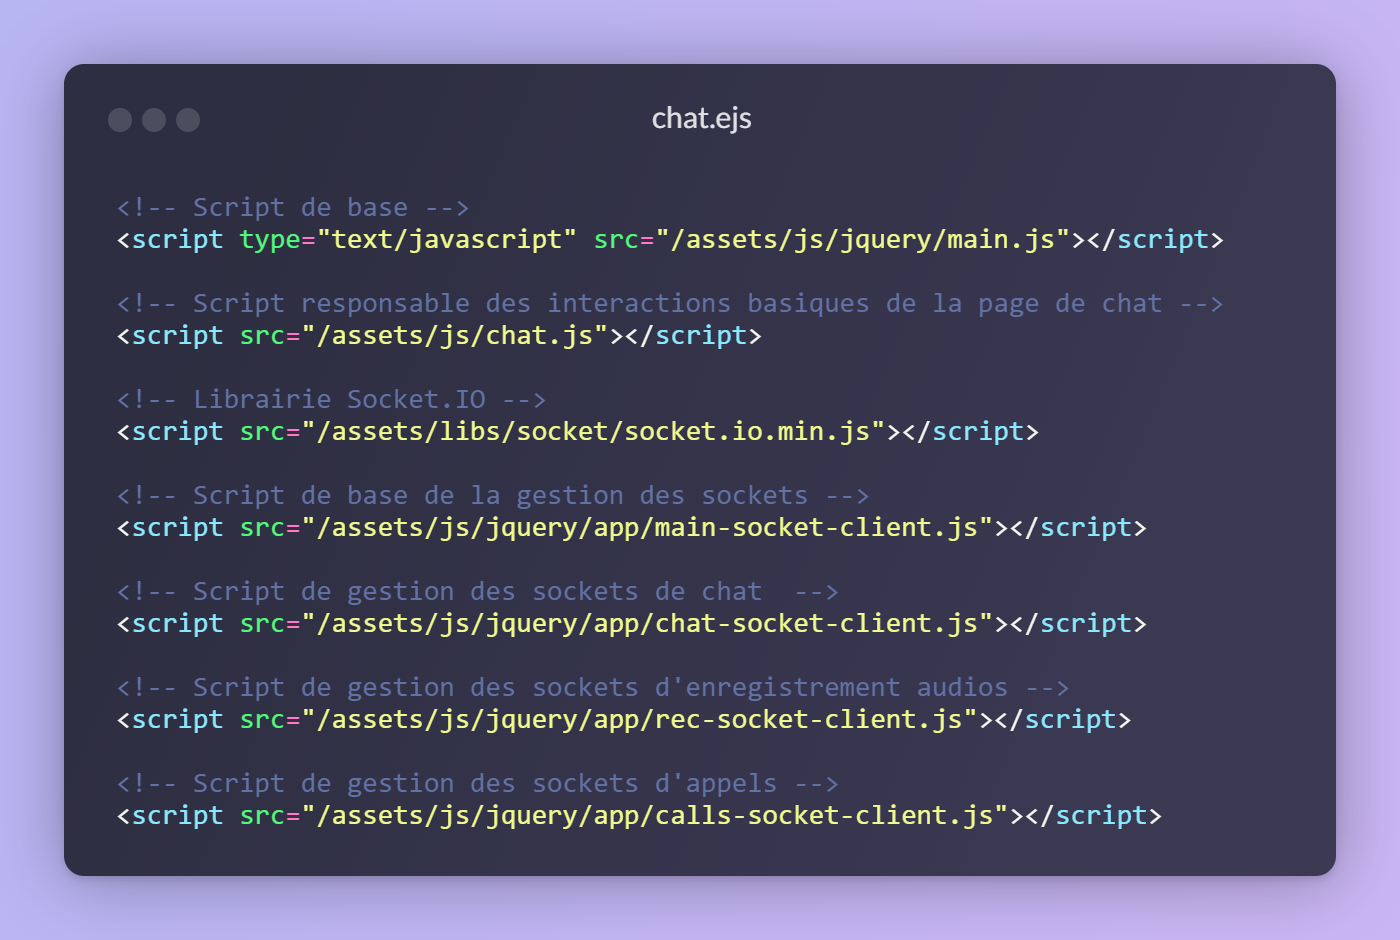 chat.ejs
<!-- Script de base -->
<script type="text/javascript" src="/assets/js/jquery/main.js"></script>
<!-- Script responsable des interactions basiques de la page de chat -->
<script src="/assets/js/chat.js"></script>
<!-- Librairie Socket.IO -->
<script src="/assets/libs/socket/socket.io.min.js"></script>
<!-- Script de base de la gestion des sockets -->
<script src="/assets/js/jquery/app/main-socket-client.js"></script>
<!-- Script de gestion des sockets de chat  -->
<script src="/assets/js/jquery/app/chat-socket-client.js"></script>
<!-- Script de gestion des sockets d'enregistrement audios -->
<script src="/assets/js/jquery/app/rec-socket-client.js"></script>
<!-- Script de gestion des sockets d'appels -->
<script src="/assets/js/jquery/app/calls-socket-client.js"></script>